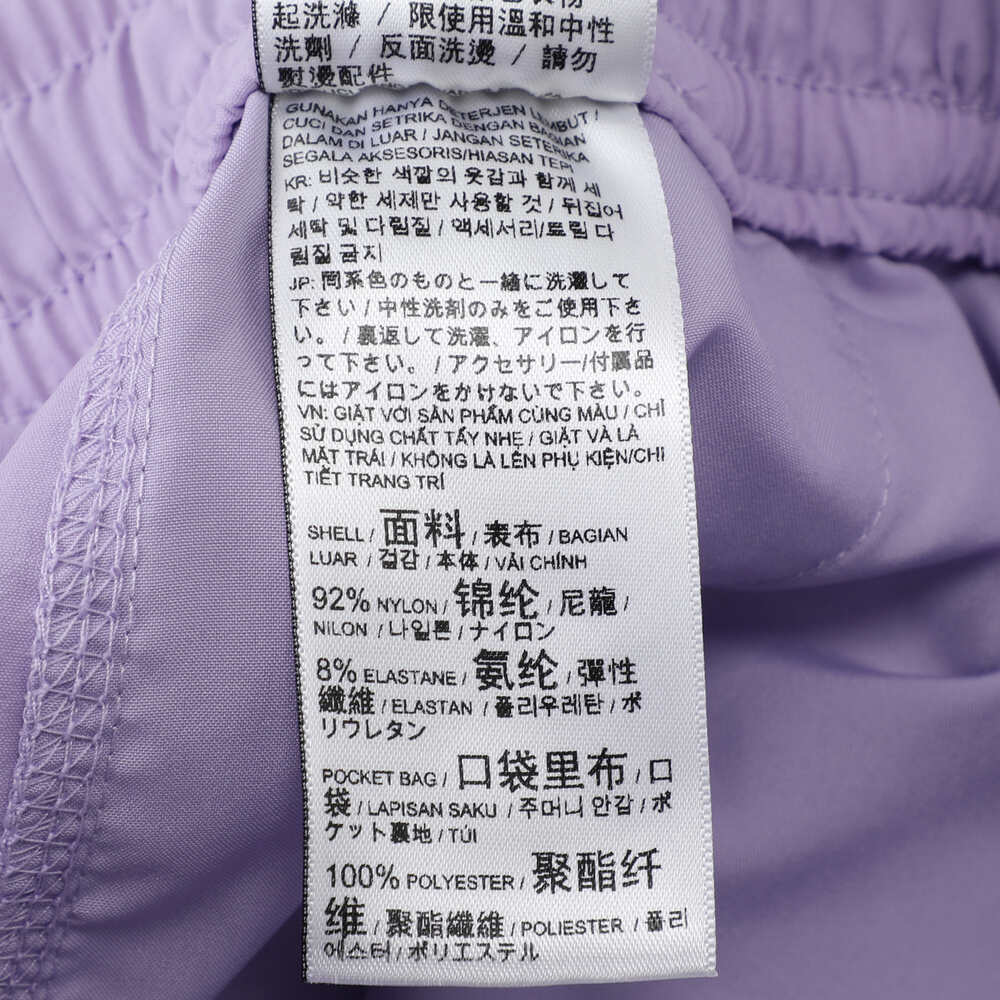 起洗滌 / 限使用溫和中性
洗劑 / 反面洗燙 / 請勿
熨燙配件
GUNAKAN HANYA DETERJEN LEMBUT /
CUCI DAN SETRIKA DENGAN BAGIAN
DALAM DI LUAR / JANGAN SETERIKA
SEGALA AKSESORIS/HIASAN TEPI
KR: 비슷한 색깔의 옷감과 함께 세
탁 / 약한 세제만 사용할 것 / 뒤집어
세탁 및 다림질 / 액세서리/트림 다
림질 금지
JP: 同系色のものと一緒に洗濯して
下さい / 中性洗剤のみをご使用下さ
い。/ 裏返して洗濯、アイロンを行
って下さい。/ アクセサリー/付属品
にはアイロンをかけないで下さい。
VN: GIẶT VỚI SẢN PHẨM CÙNG MÀU / CHỈ
SỬ DỤNG CHẤT TẨY NHẸ / GIẶT VÀ LÀ
MẶT TRÁI / KHÔNG LÀ LÊN PHỤ KIỆN/CHI
TIẾT TRANG TRÍ
SHELL / 面料 / 表布 / BAGIAN
LUAR / 겉감 / 本体 / VẢI CHÍNH
92% NYLON / 锦纶 / 尼龍 /
NILON / 나일론 / ナイロン
8% ELASTANE / 氨纶 / 彈性
纖維 / ELASTAN / 폴리우레탄 / ポ
リウレタン
POCKET BAG / 口袋里布 / 口
袋 / LAPISAN SAKU / 주머니 안감 / ポ
ケット裏地 / TÚI
100% POLYESTER / 聚酯纤
维 / 聚酯纖維 / POLIESTER / 폴리
에스터 / ポリエステル